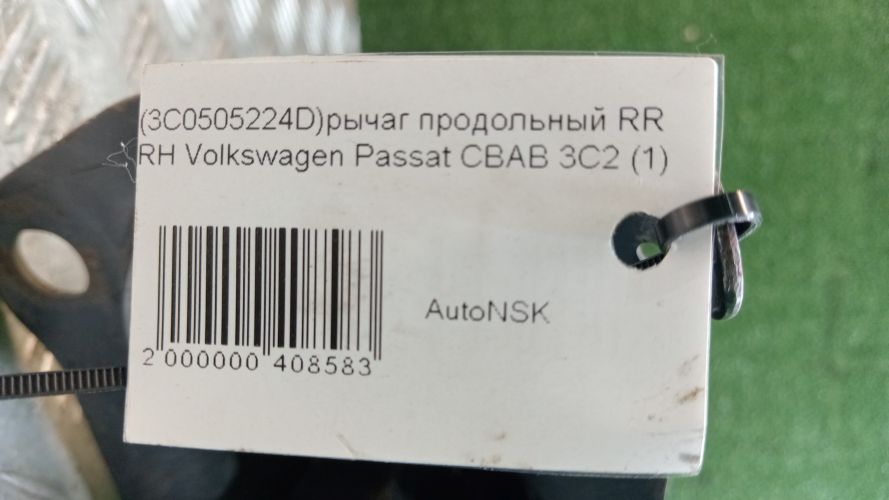 (3C0505224D)рычаг продольный RR
RH Volkswagen Passat CBAB 3C2 (1)
AutoNSK
2 000000 408583